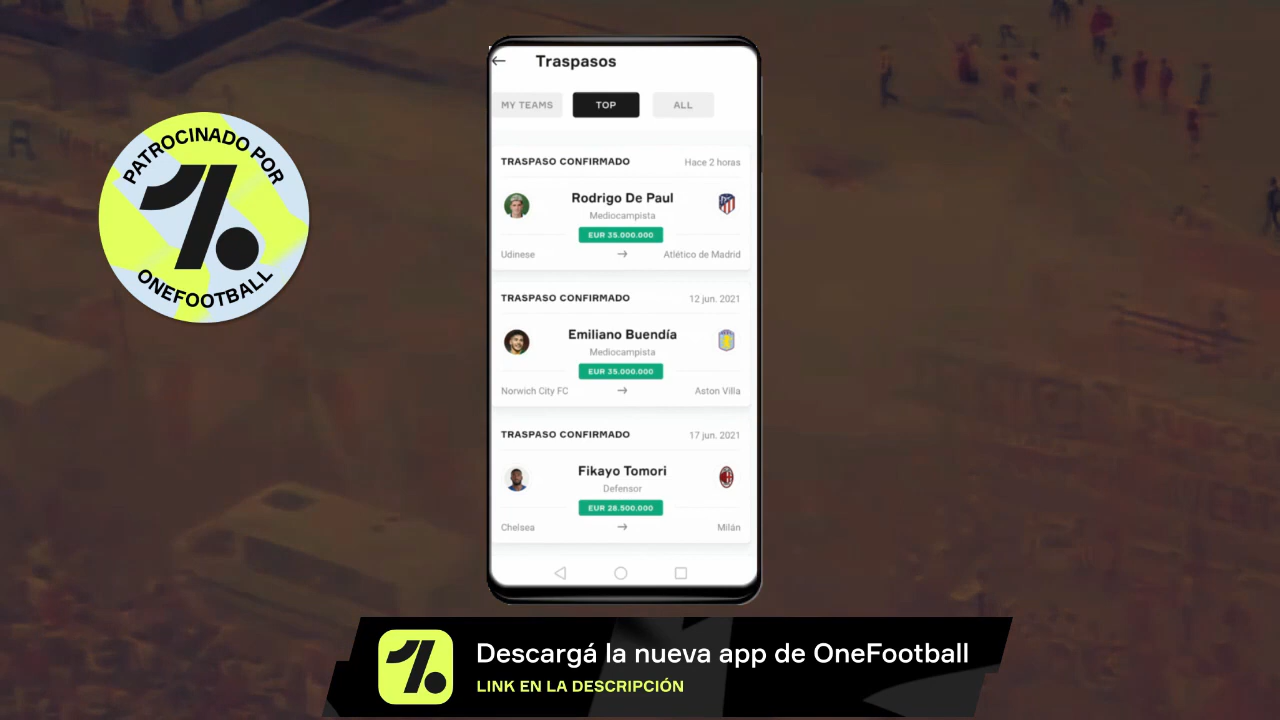 PATROCINADO POR
ONEFOOTBALL
Traspasos
MY TEAMS
TOP
ALL
TRASPASO CONFIRMADO
Hace 2 horas
Rodrigo De Paul
Mediocampista
EUR 35.000.000
Udinese
Atlético de Madrid
TRASPASO CONFIRMADO
12 jun. 2021
Emiliano Buendía
Mediocampista
EUR 35.000.000
Norwich City FC
Aston Villa
TRASPASO CONFIRMADO
17 jun. 2021
Fikayo Tomori
Defensor
EUR 28.500.000
Chelsea
Milán
Descargá la nueva app de OneFootball
LINK EN LA DESCRIPCIÓN